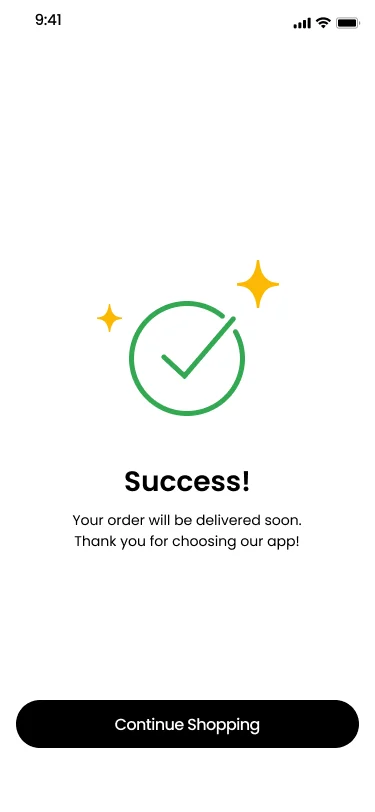 9:41
Success!
Your order will be delivered soon.
Thank you for choosing our app!
Continue Shopping